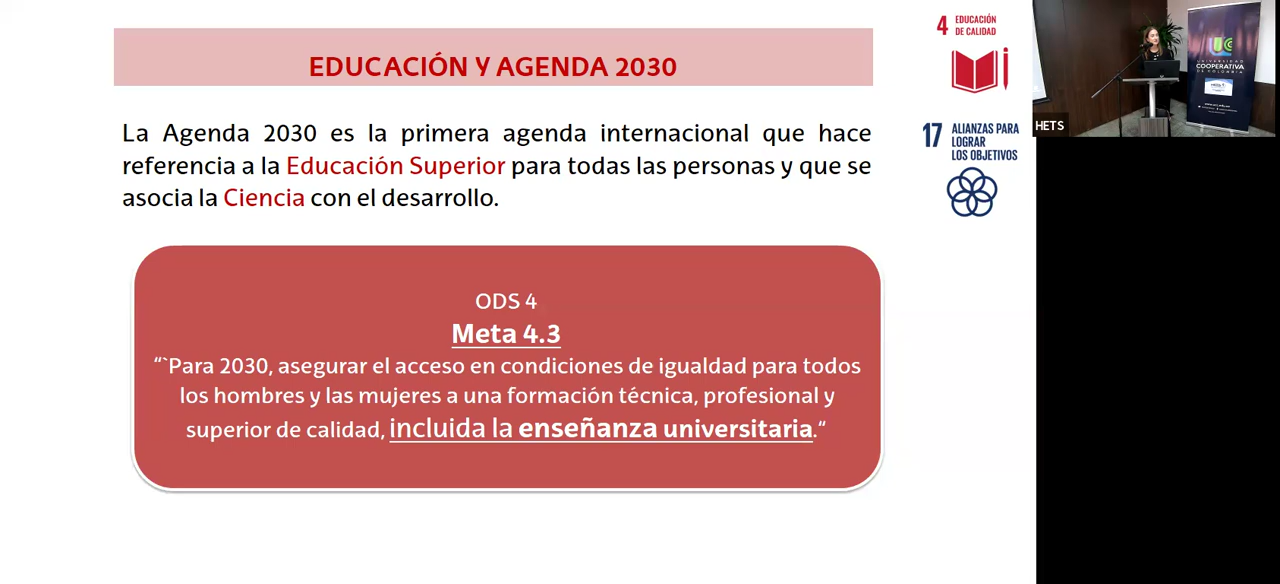 EDUCACIÓN Y AGENDA 2030
La Agenda 2030 es la primera agenda internacional que hace
referencia a la Educación Superior para todas las personas y que se
asocia la Ciencia con el desarrollo.
ODS 4
Meta 4.3
“`Para 2030, asegurar el acceso en condiciones de igualdad para todos
los hombres y las mujeres a una formación técnica, profesional y
superior de calidad, incluida la enseñanza universitaria.“
4 EDUCACIÓN
DE CALIDAD
17 ALIANZAS PARA
LOGRAR
LOS OBJETIVOS
HETS
UCC
UNIVERSIDAD
COOPERATIVA
DE COLOMBIA